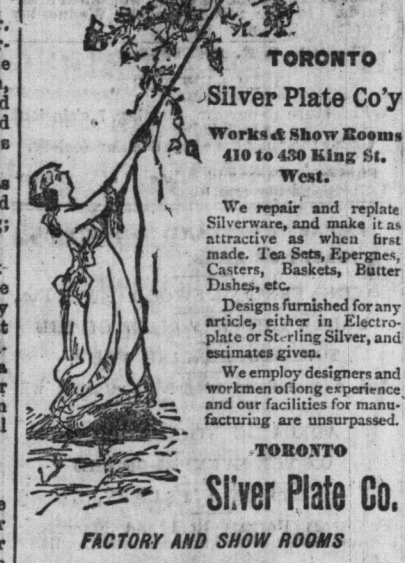 TORONTO
Silver Plate Co'y
Works & Show Rooms
410 to 430 King St.
West.
We repair and replate
Silverware, and make it as
attractive as when first
made. Tea Sets, Epergnes,
Casters, Baskets, Butter
Dishes, etc.
Designs furnished for any
article, either in Electro-
plate or Sterling Silver, and
estimates given.
We employ designers and
workmen of long experience
and our facilities for manu-
facturing are unsurpassed.
TORONTO
Silver Plate Co.
FACTORY AND SHOW ROOMS